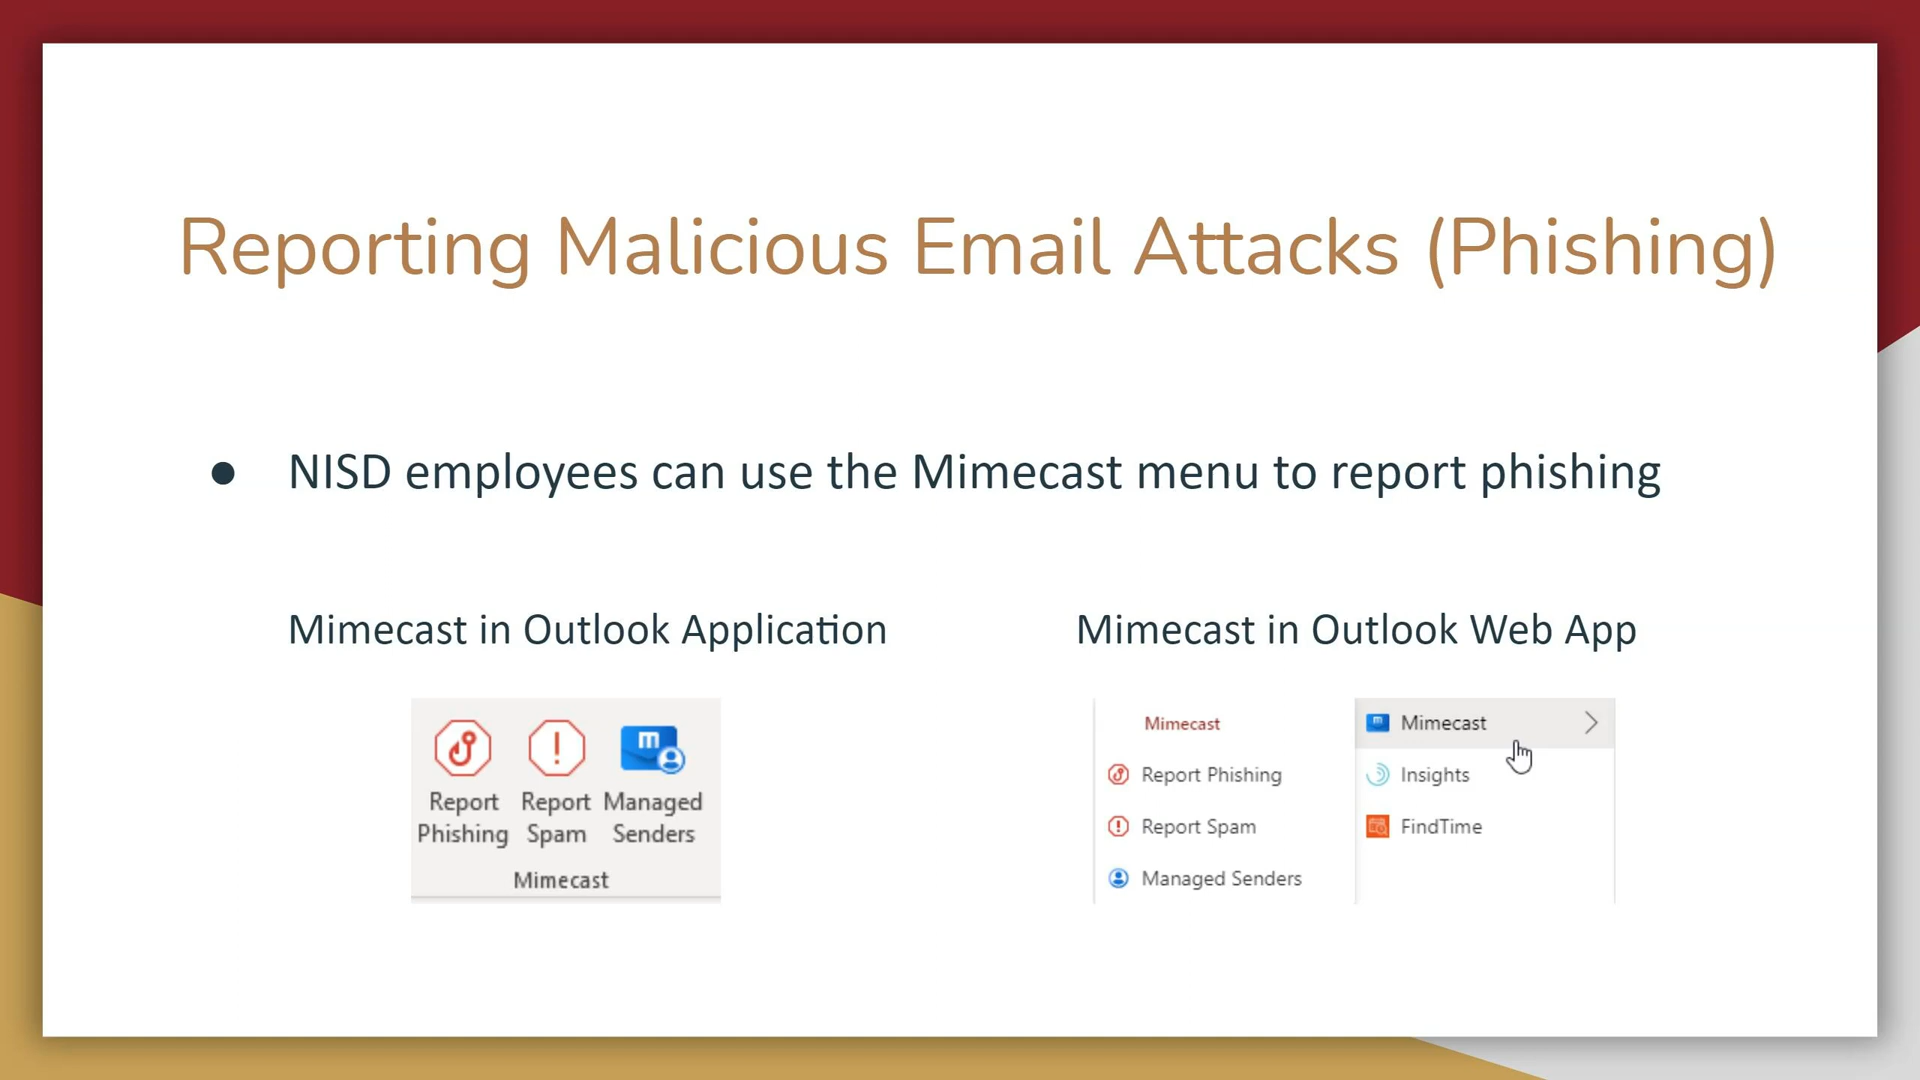 Reporting Malicious Email Attacks (Phishing)
● NISD employees can use the Mimecast menu to report phishing
Mimecast in Outlook Application
Report Phishing
Report Spam
Managed Senders
Mimecast
Mimecast in Outlook Web App
Mimecast
Report Phishing
Report Spam
Managed Senders
Mimecast
Insights
FindTime